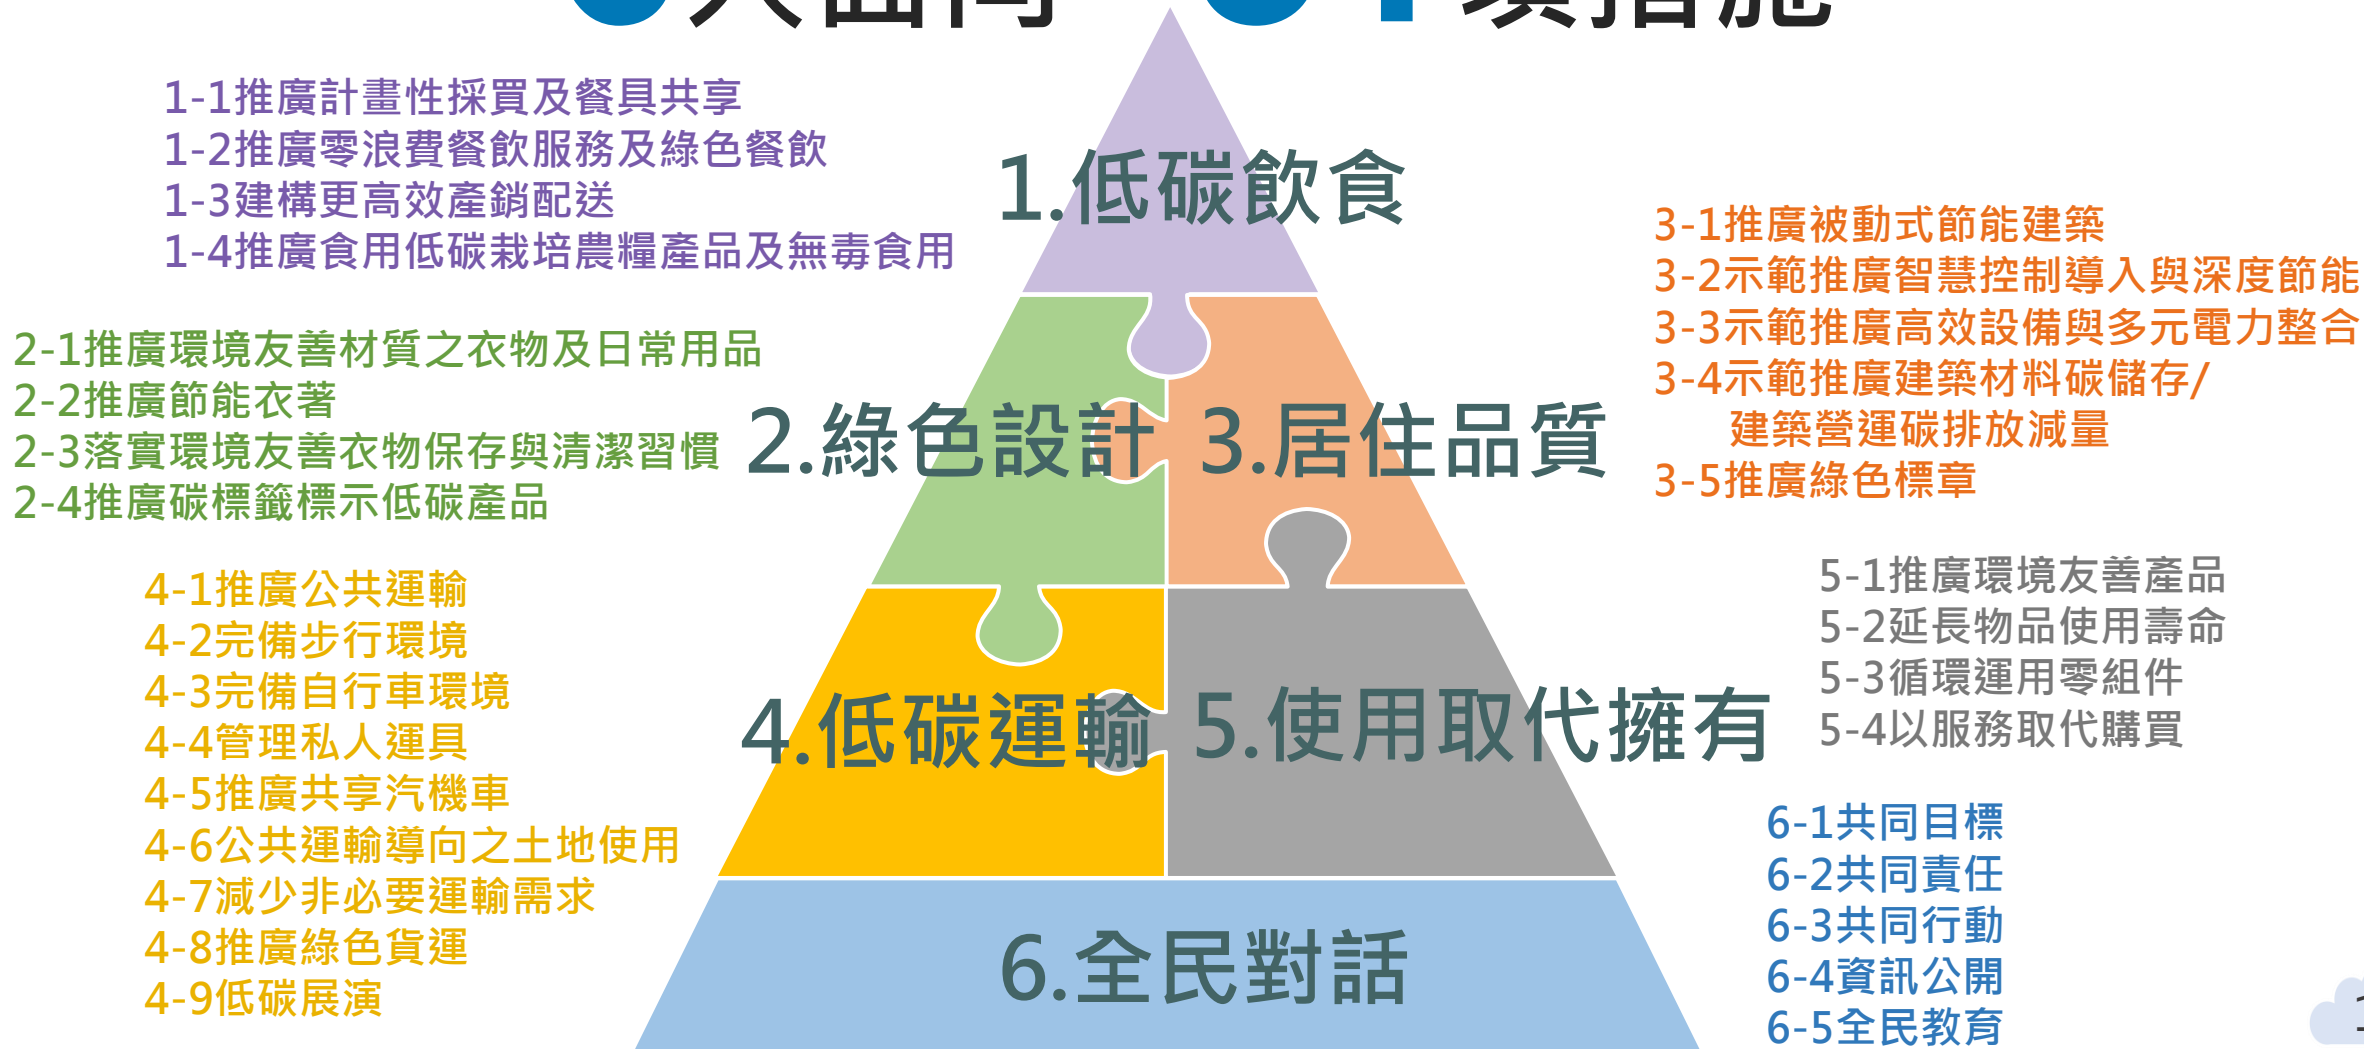 大面向
項措施
1-1推廣計畫性採買及餐具共享
1-2推廣零浪費餐飲服務及綠色餐飲
1-3建構更高效產銷配送
1-4推廣食用低碳栽培農糧產品及無毒食用
1.低碳飲食
2-1推廣環境友善材質之衣物及日常用品
2-2推廣節能衣著
2-3落實環境友善衣物保存與清潔習慣
2-4推廣碳標籤標示低碳產品
2.綠色設計
3.居住品質
3-1推廣被動式節能建築
3-2示範推廣智慧控制導入與深度節能
3-3示範推廣高效設備與多元電力整合
3-4示範推廣建築材料碳儲存/
建築營運碳排放減量
3-5推廣綠色標章
4-1推廣公共運輸
4-2完備步行環境
4-3完備自行車環境
4-4管理私人運具
4-5推廣共享汽機車
4-6公共運輸導向之土地使用
4-7減少非必要運輸需求
4-8推廣綠色貨運
4-9低碳展演
4.低碳運輸
5.使用取代擁有
5-1推廣環境友善產品
5-2延長物品使用壽命
5-3循環運用零組件
5-4以服務取代購買
6.全民對話
6-1共同目標
6-2共同責任
6-3共同行動
6-4資訊公開
6-5全民教育